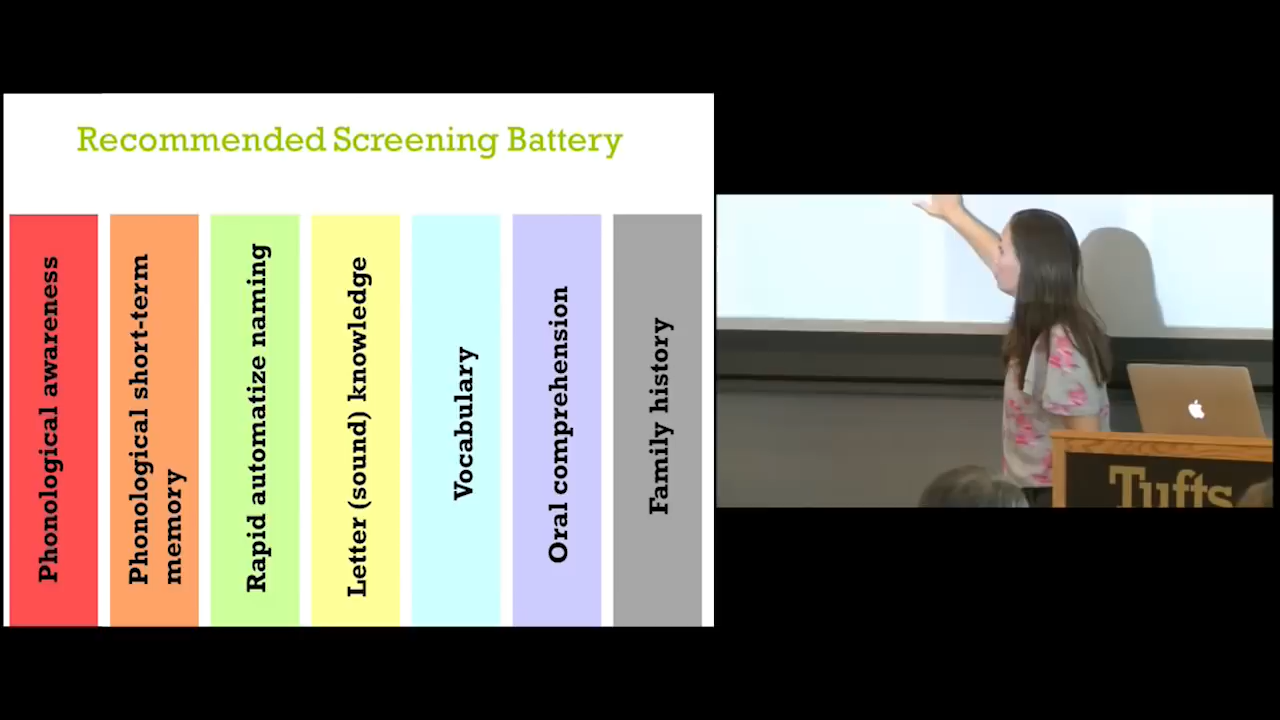 Recommended Screening Battery
Phonological awareness
Phonological short-term
memory
Rapid automatize naming
Letter (sound) knowledge
Vocabulary
Oral comprehension
Family history
Tufts